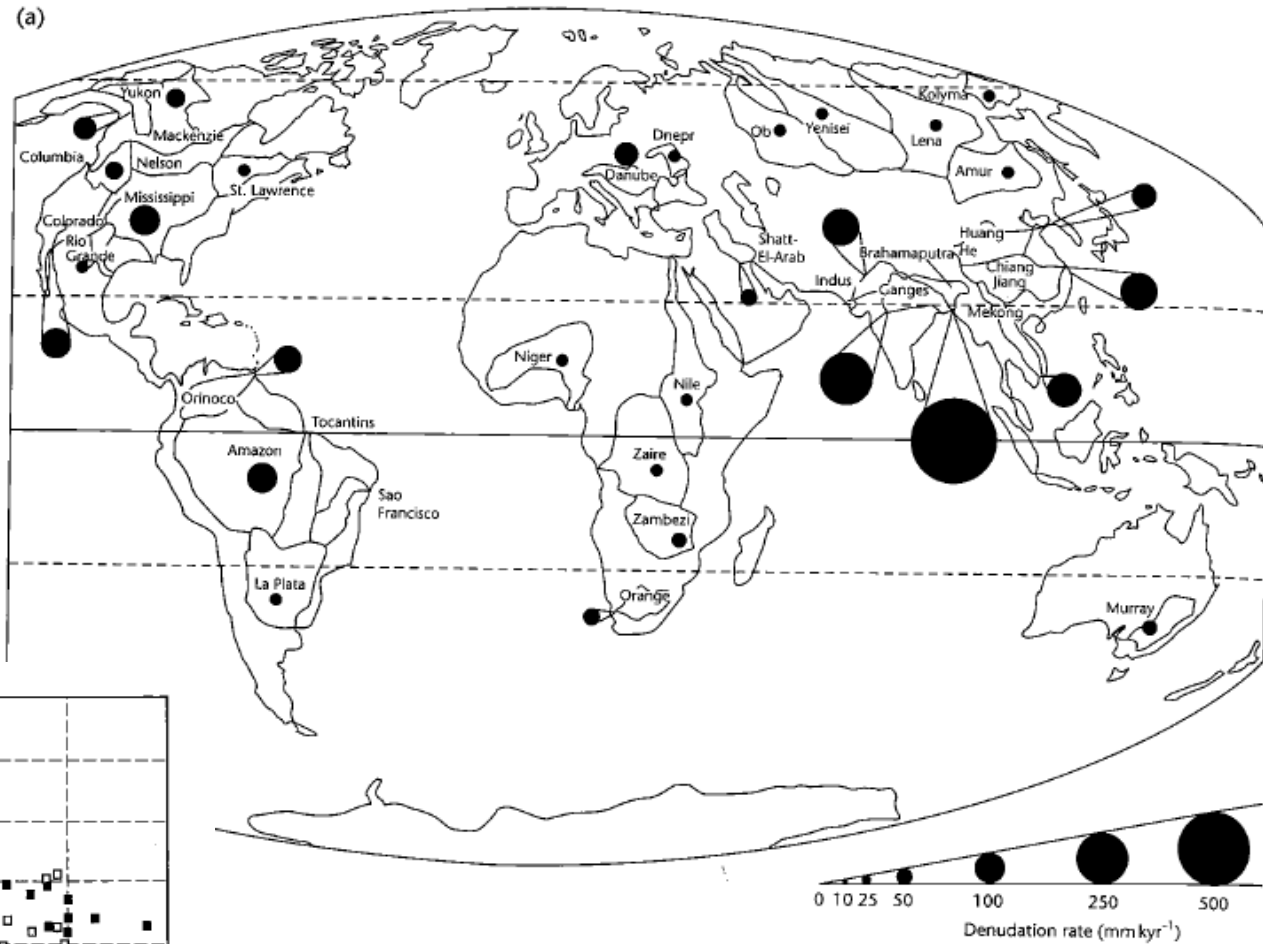 (a)
Yukon
Mackenzie
Columbia
Nelson
St. Lawrence
Mississippi
Colorado
Rio
Grande
Orinoco
Tocantins
Amazon
Sao
Francisco
La Plata
Dnepr
Danube
Ob
Yenisei
Kolyma
Lena
Amur
Shatt-
El-Arab
Indus
Brahamaputra
Ganges
Huang
He
Chiang
Jiang
Mekong
Niger
Nile
Zaire
Zambezi
Orange
Murray
0 10 25 50 100 250 500
Denudation rate (mm kyr⁻¹)